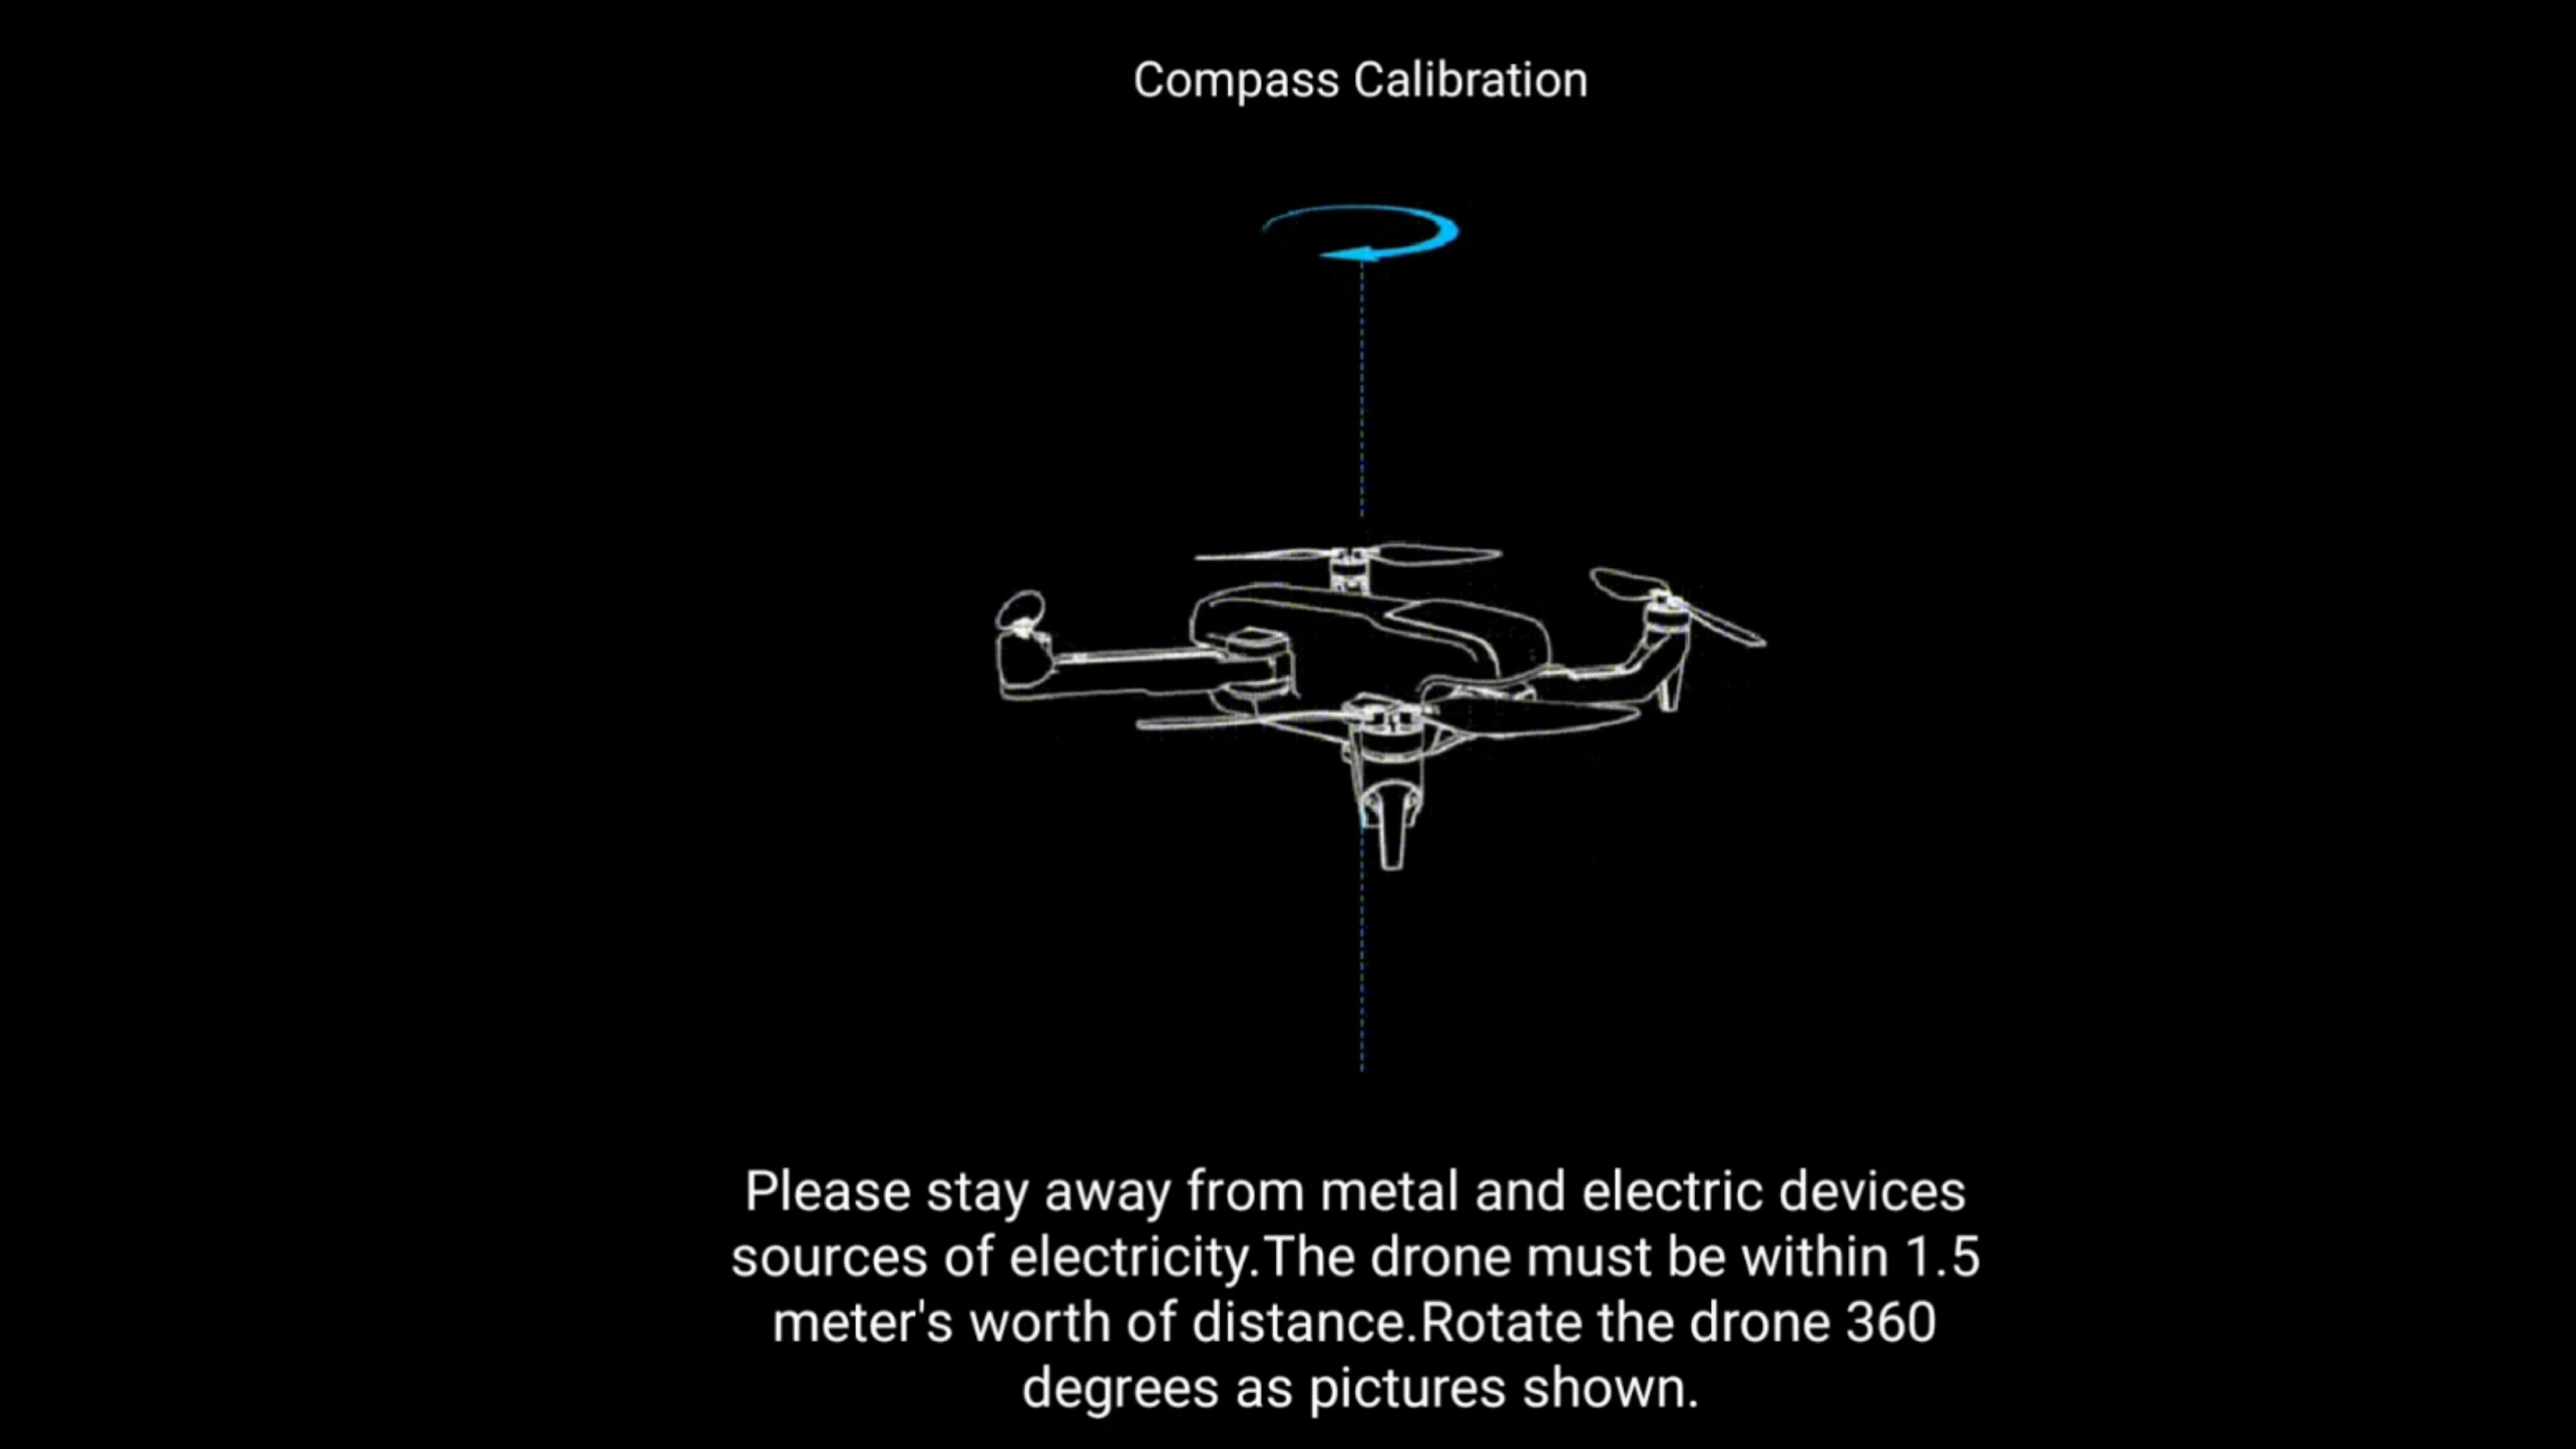 Compass Calibration
Please stay away from metal and electric devices
sources of electricity.The drone must be within 1.5
meter's worth of distance.Rotate the drone 360
degrees as pictures shown.